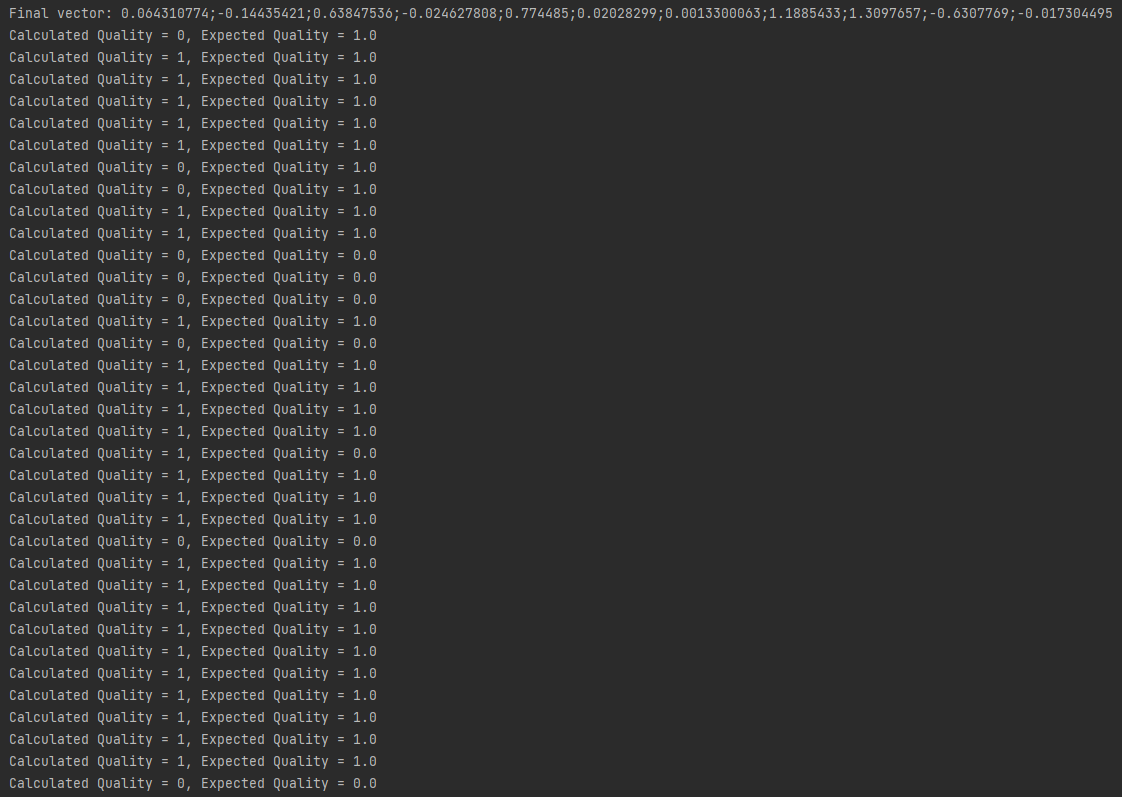 Final vector: 0.064310774;-0.14435421;0.63847536;-0.024627808;0.774485;0.02028299;0.0013300063;1.1885433;1.3097657;-0.6307769;-0.017304495
Calculated Quality = 0, Expected Quality = 1.0
Calculated Quality = 1, Expected Quality = 1.0
Calculated Quality = 1, Expected Quality = 1.0
Calculated Quality = 1, Expected Quality = 1.0
Calculated Quality = 1, Expected Quality = 1.0
Calculated Quality = 1, Expected Quality = 1.0
Calculated Quality = 0, Expected Quality = 1.0
Calculated Quality = 0, Expected Quality = 1.0
Calculated Quality = 1, Expected Quality = 1.0
Calculated Quality = 1, Expected Quality = 1.0
Calculated Quality = 0, Expected Quality = 0.0
Calculated Quality = 0, Expected Quality = 0.0
Calculated Quality = 0, Expected Quality = 0.0
Calculated Quality = 1, Expected Quality = 1.0
Calculated Quality = 0, Expected Quality = 0.0
Calculated Quality = 1, Expected Quality = 1.0
Calculated Quality = 1, Expected Quality = 1.0
Calculated Quality = 1, Expected Quality = 1.0
Calculated Quality = 1, Expected Quality = 1.0
Calculated Quality = 1, Expected Quality = 0.0
Calculated Quality = 1, Expected Quality = 1.0
Calculated Quality = 1, Expected Quality = 1.0
Calculated Quality = 1, Expected Quality = 1.0
Calculated Quality = 0, Expected Quality = 0.0
Calculated Quality = 1, Expected Quality = 1.0
Calculated Quality = 1, Expected Quality = 1.0
Calculated Quality = 1, Expected Quality = 1.0
Calculated Quality = 1, Expected Quality = 1.0
Calculated Quality = 1, Expected Quality = 1.0
Calculated Quality = 1, Expected Quality = 1.0
Calculated Quality = 1, Expected Quality = 1.0
Calculated Quality = 1, Expected Quality = 1.0
Calculated Quality = 1, Expected Quality = 1.0
Calculated Quality = 1, Expected Quality = 1.0
Calculated Quality = 0, Expected Quality = 0.0